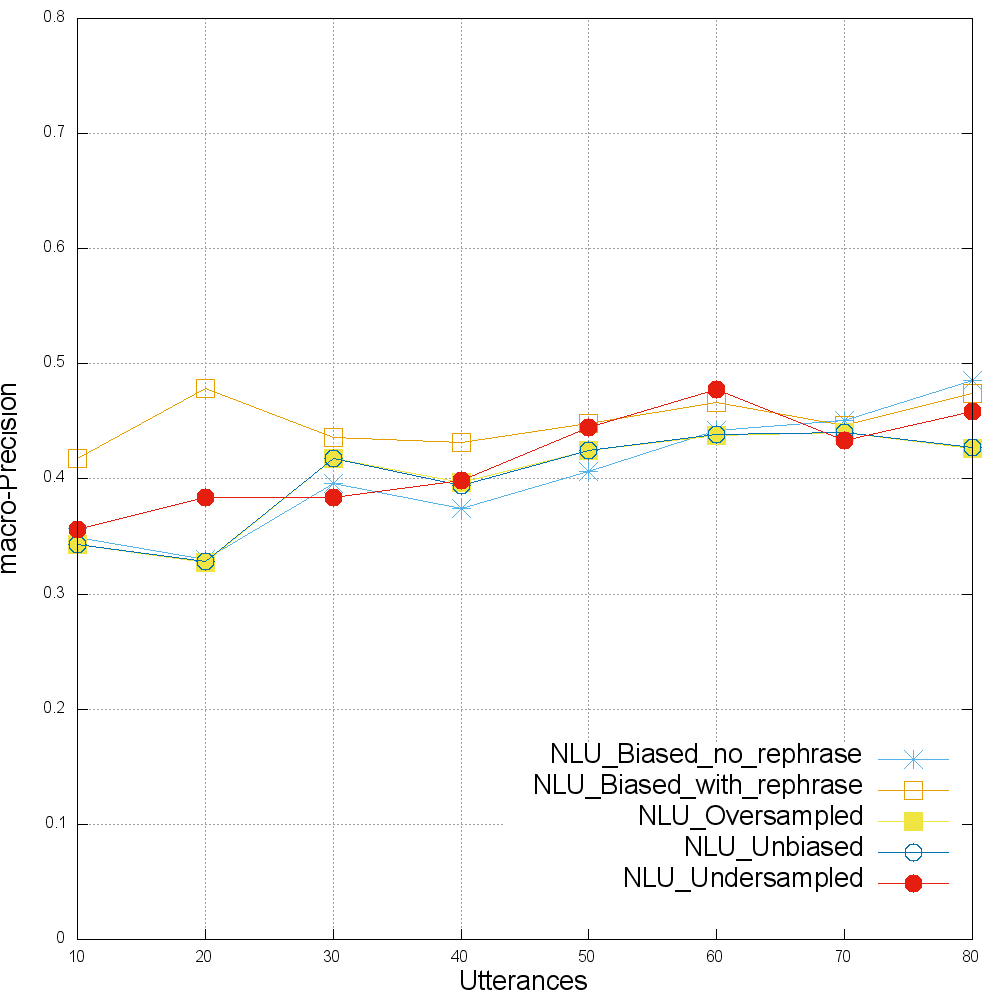 0.8
0.7
0.6
0.5
0.4
0.3
0.2
0.1
0
macro-Precision
NLU_Biased_no_rephrase
NLU_Biased_with_rephrase
NLU_Oversampled
NLU_Unbiased
NLU_Undersampled
10 20 30 40 50 60 70 80
Utterances